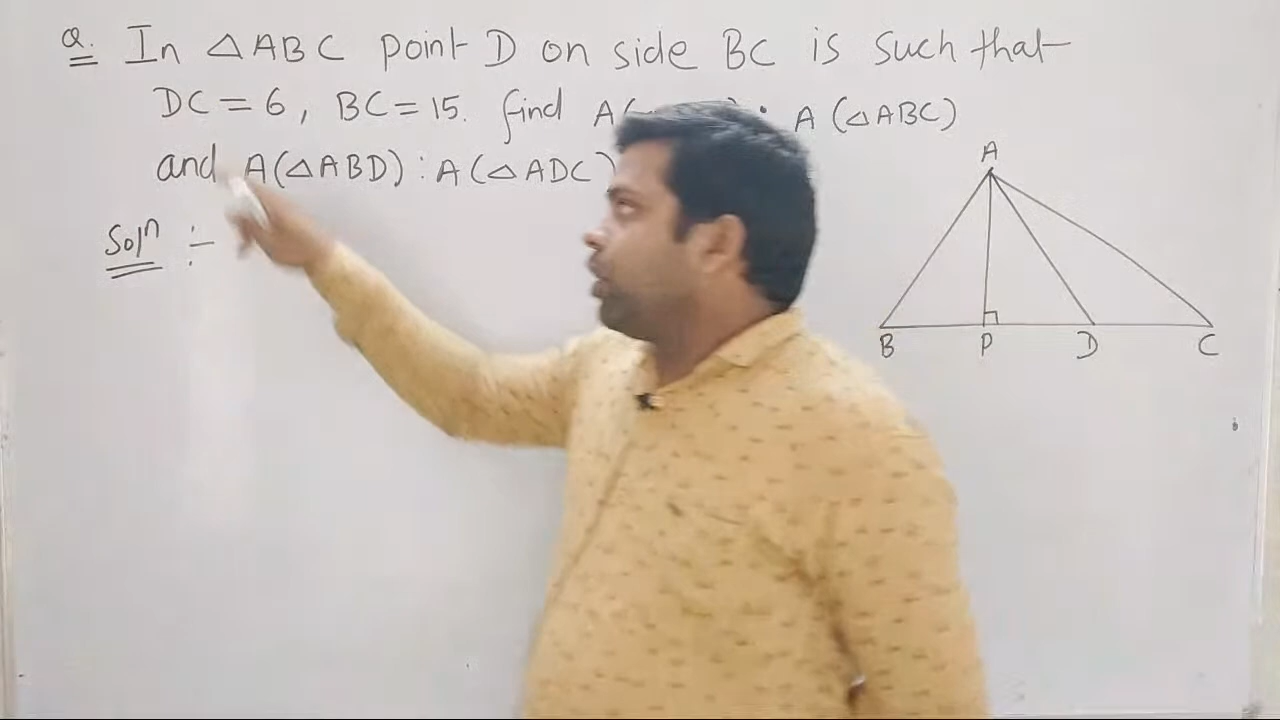 Q. In △ABC point D on side BC is such that
DC = 6, BC = 15. find A( : A (△ABC)
and A(△ABD) : A (△ADC)
Solⁿ :-
A
B P D C